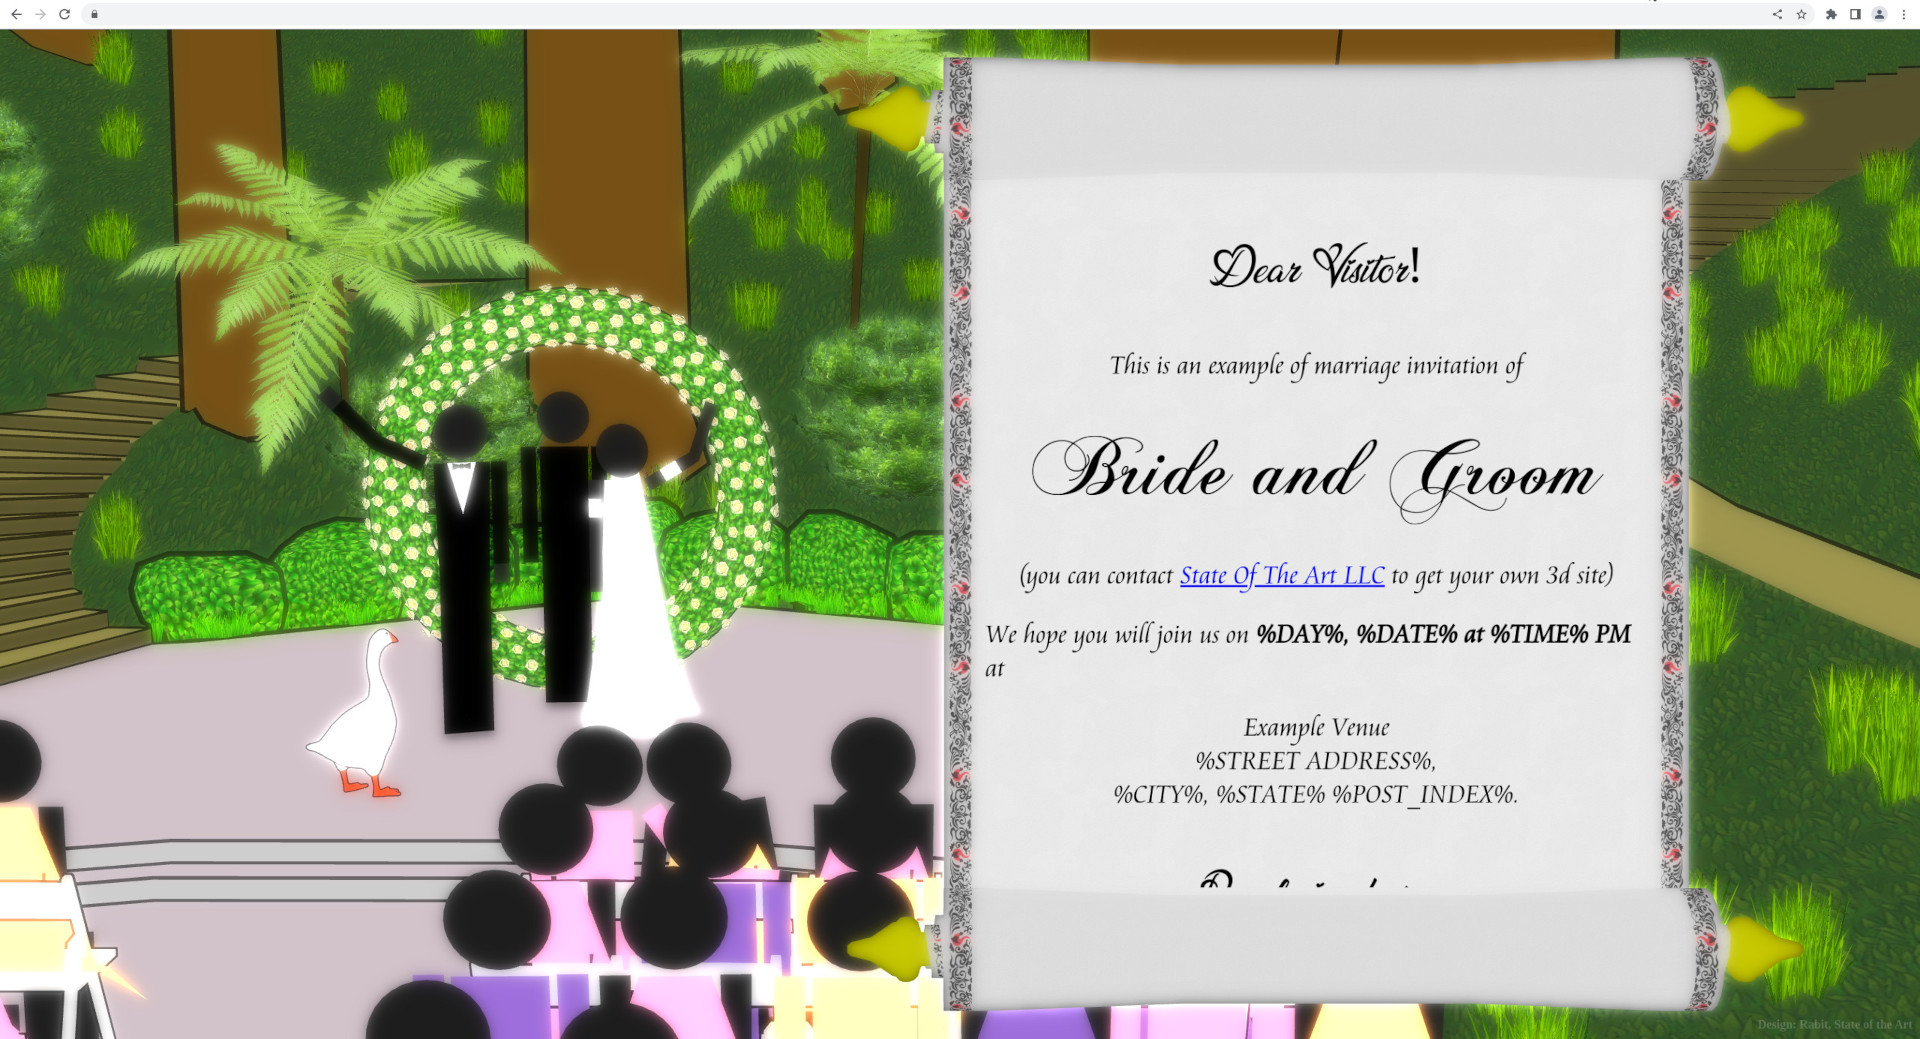 Dear Visitor!
This is an example of marriage invitation of
Bride and Groom
(you can contact State Of The Art LLC to get your own 3d site)
We hope you will join us on %DAY%, %DATE% at %TIME% PM
at
Example Venue
%STREET ADDRESS%,
%CITY%, %STATE% %POST_INDEX%.
Design: Rabit, State of the Art